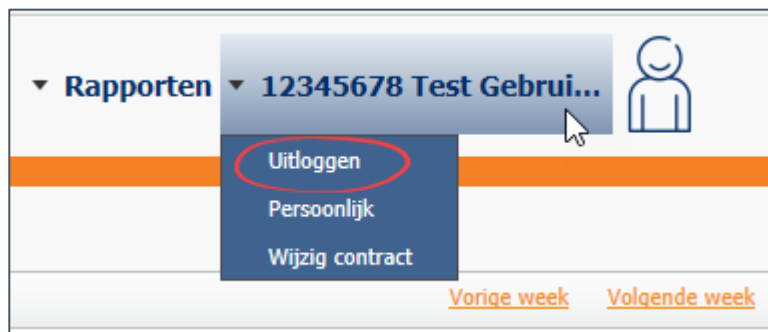 Rapporten 12345678 Test Gebrui...
Uitloggen
Persoonlijk
Wijzig contract
Vorige week Volgende week